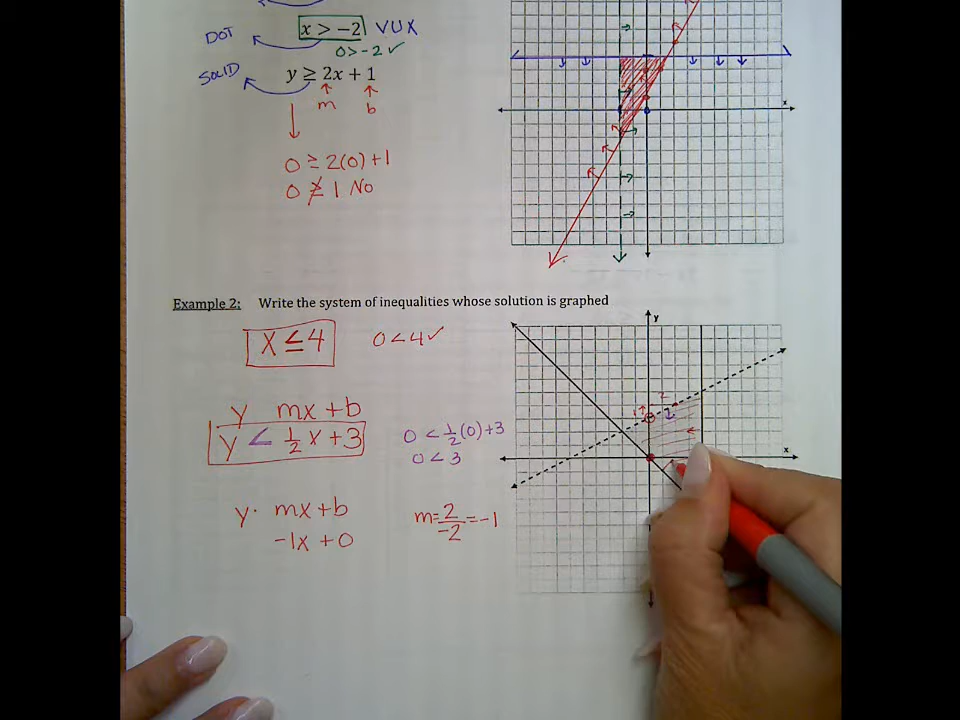 DOT
x > −2 VUX
0 > -2 ✓
SOLID
y ≥ 2x + 1
m b
0 ≥ 2(0) + 1
0 ≱ 1 No
x
Example 2: Write the system of inequalities whose solution is graphed
y
X ≤ 4 0 < 4 ✓
y mx + b
y < 1/2 x + 3
0 < 1/2 (0) + 3
0 < 3
x
y mx + b
m = 2/-2 = -1
-1x + 0